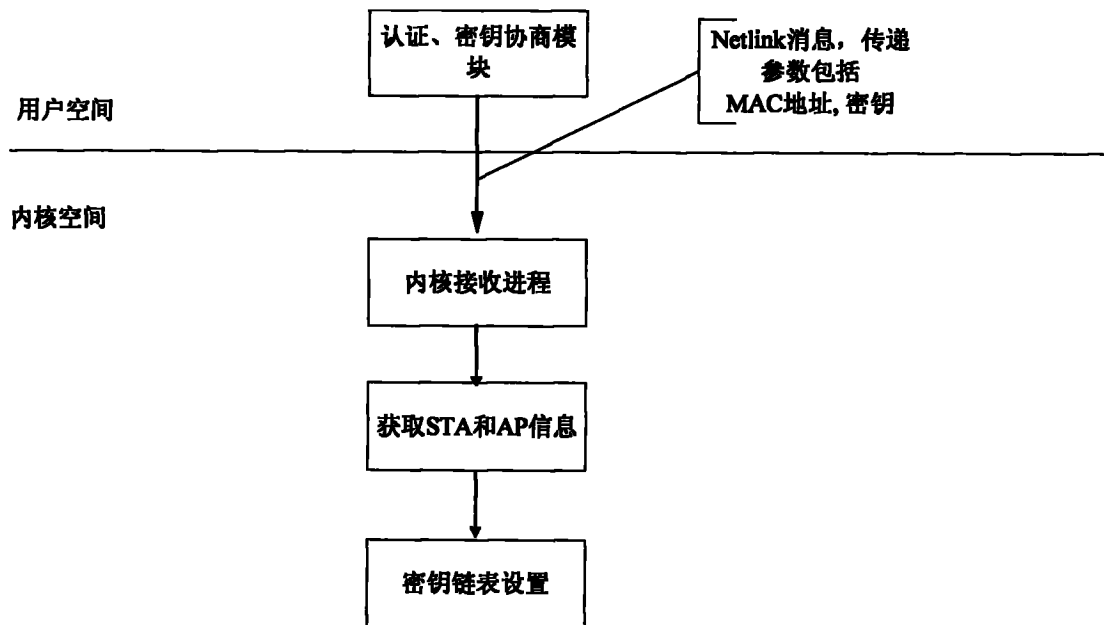 认证、密钥协商模
块
Netlink消息，传递
参数包括
MAC地址, 密钥
用户空间
内核空间
内核接收进程
获取STA和AP信息
密钥链表设置